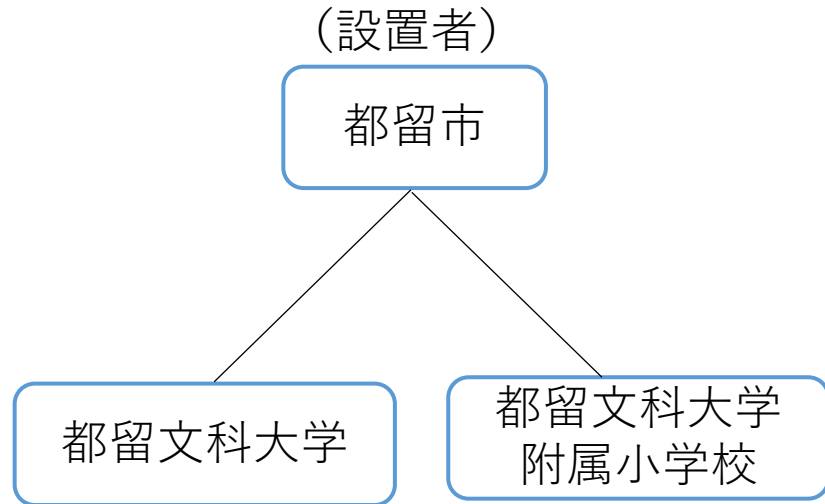 （設置者）
都留市
都留文科大学
都留文科大学
附属小学校